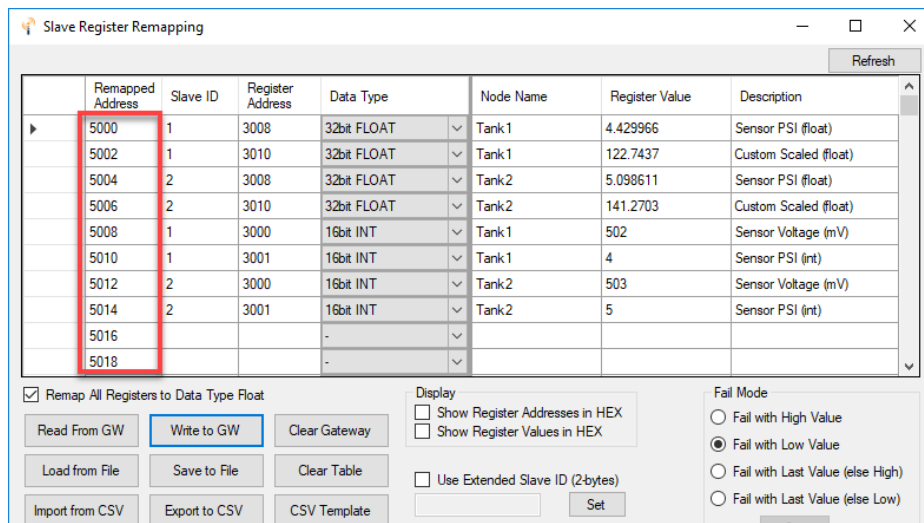 Slave Register Remapping
Refresh
Remapped Address Slave ID Register Address Data Type Node Name Register Value Description
5000 1 3008 32bit FLOAT Tank1 4.429966 Sensor PSI (float)
5002 1 3010 32bit FLOAT Tank1 122.7437 Custom Scaled (float)
5004 2 3008 32bit FLOAT Tank2 5.098611 Sensor PSI (float)
5006 2 3010 32bit FLOAT Tank2 141.2703 Custom Scaled (float)
5008 1 3000 16bit INT Tank1 502 Sensor Voltage (mV)
5010 1 3001 16bit INT Tank1 4 Sensor PSI (int)
5012 2 3000 16bit INT Tank2 503 Sensor Voltage (mV)
5014 2 3001 16bit INT Tank2 5 Sensor PSI (int)
5016 -
5018 -
Remap All Registers to Data Type Float
Read From GW Write to GW Clear Gateway
Load from File Save to File Clear Table
Import from CSV Export to CSV CSV Template
Display
Show Register Addresses in HEX
Show Register Values in HEX
Use Extended Slave ID (2-bytes)
Set
Fail Mode
Fail with High Value
Fail with Low Value
Fail with Last Value (else High)
Fail with Last Value (else Low)